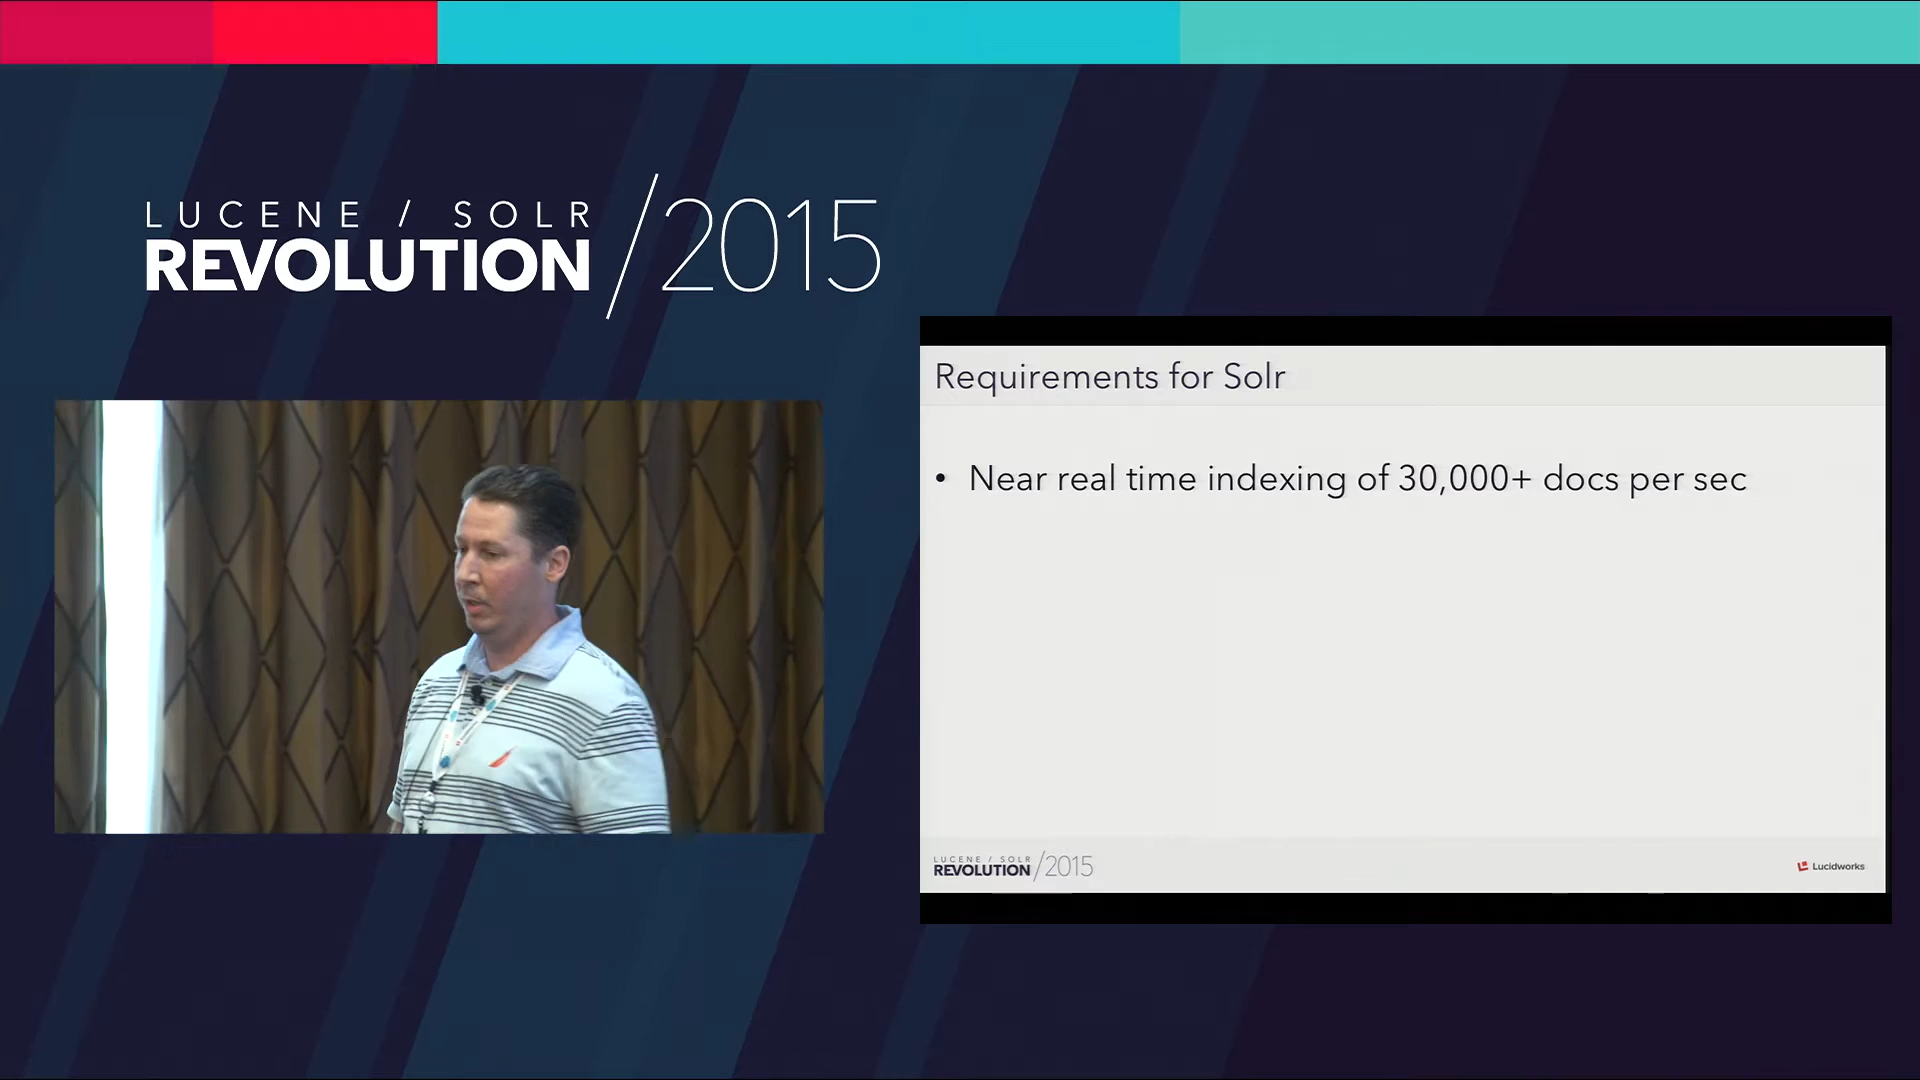 LUCENE / SOLR
REVOLUTION /2015
Requirements for Solr
• Near real time indexing of 30,000+ docs per sec
LUCENE / SOLR
REVOLUTION /2015
Lucidworks